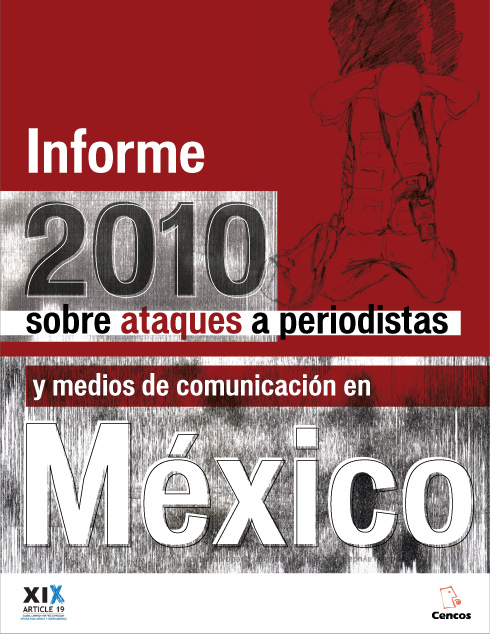 Informe
2010
sobre ataques a periodistas
y medios de comunicación en
México
XIX
ARTICLE 19
Cencos